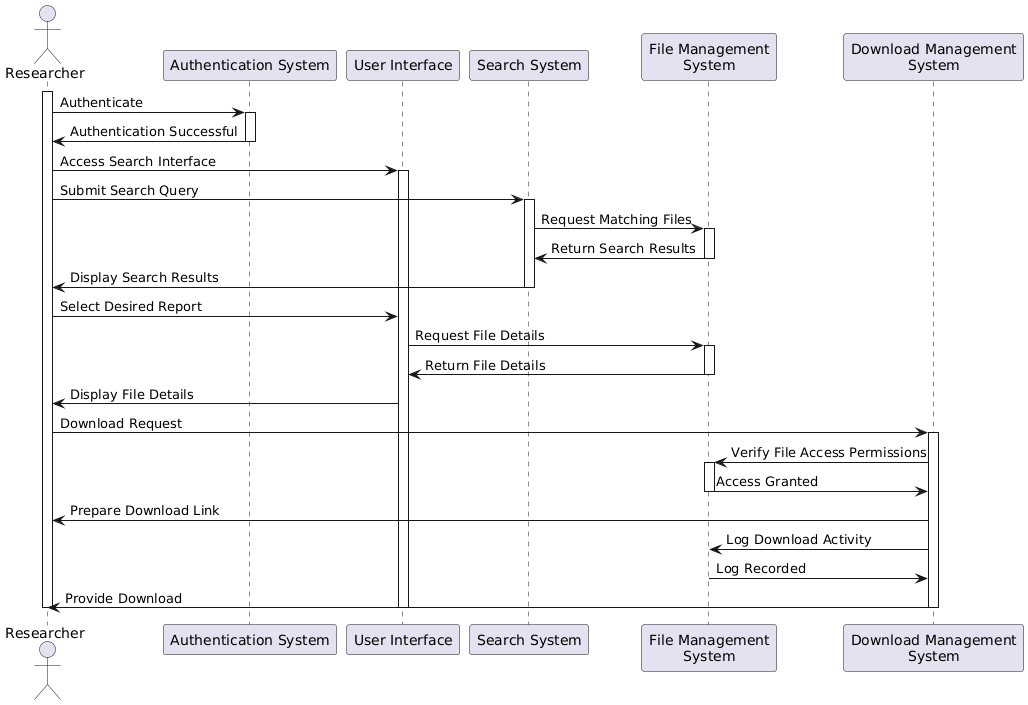 Researcher
Authentication System
User Interface
Search System
File Management
System
Download Management
System
Authenticate
Authentication Successful
Access Search Interface
Submit Search Query
Request Matching Files
Return Search Results
Display Search Results
Select Desired Report
Request File Details
Return File Details
Display File Details
Download Request
Verify File Access Permissions
Access Granted
Prepare Download Link
Log Download Activity
Log Recorded
Provide Download
Researcher
Authentication System
User Interface
Search System
File Management
System
Download Management
System